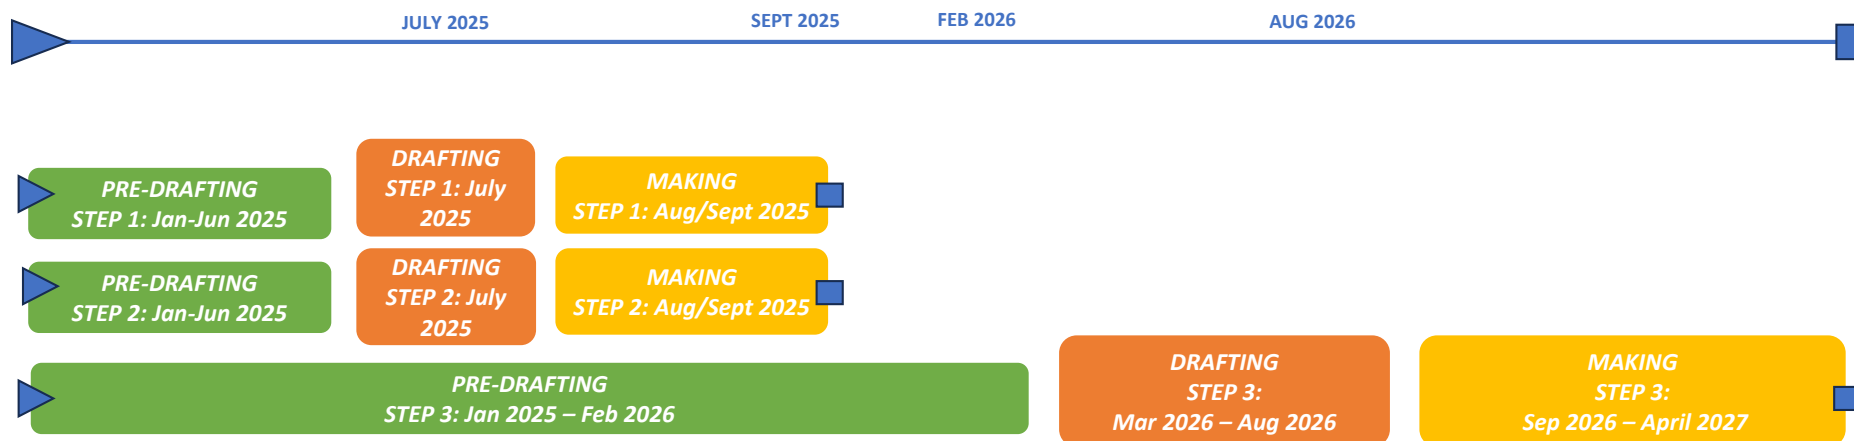 JULY 2025
SEPT 2025
FEB 2026
AUG 2026
PRE-DRAFTING
STEP 1: Jan-Jun 2025
DRAFTING
STEP 1: July
2025
MAKING
STEP 1: Aug/Sept 2025
PRE-DRAFTING
STEP 2: Jan-Jun 2025
DRAFTING
STEP 2: July
2025
MAKING
STEP 2: Aug/Sept 2025
PRE-DRAFTING
STEP 3: Jan 2025 – Feb 2026
DRAFTING
STEP 3:
Mar 2026 – Aug 2026
MAKING
STEP 3:
Sep 2026 – April 2027